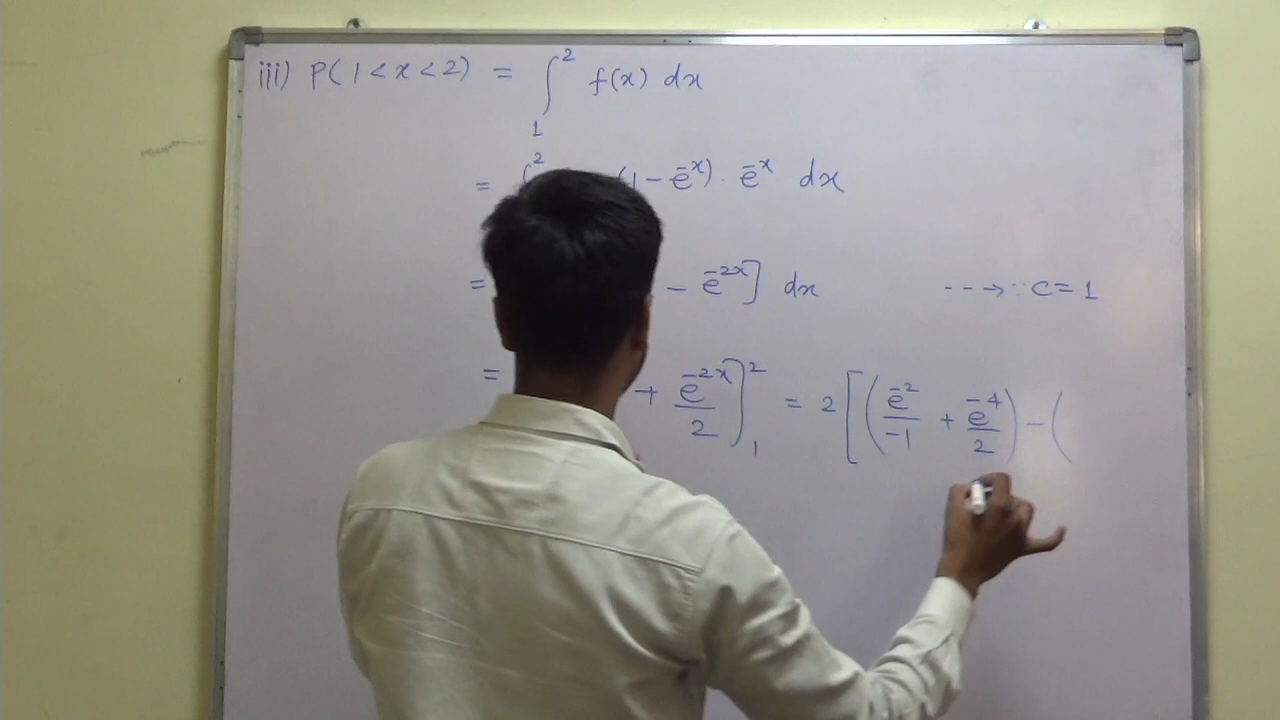 iii) P(1<x<2) = ∫₁² f(x) dx
= ∫² (1 - e⁻ˣ) · e⁻ˣ dx
= - e⁻²ˣ] dx ---> ∵ C = 1
= + e⁻²ˣ/2]₁² = 2[(e⁻²/-1 + e⁻⁴/2) - (